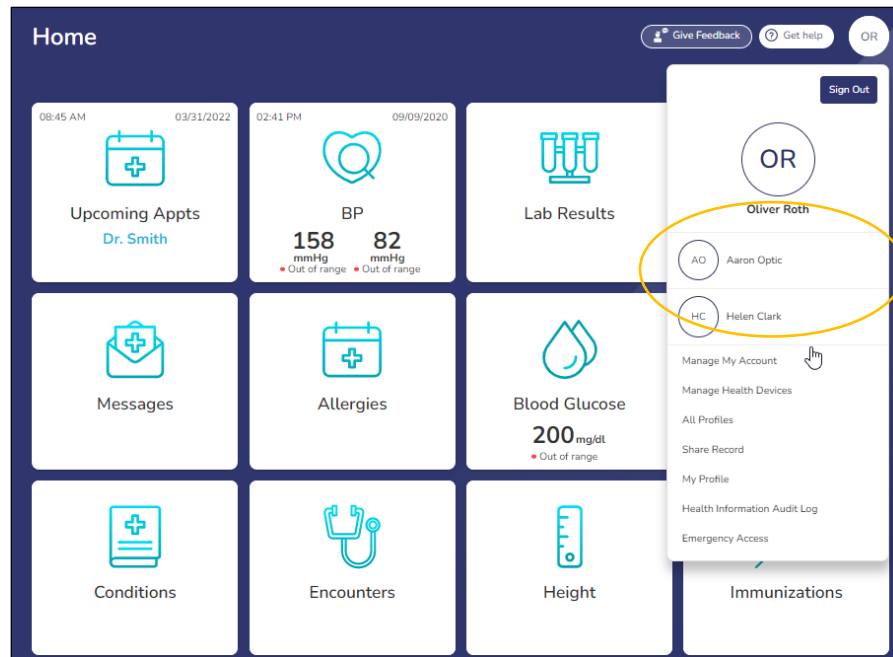 Home
Give Feedback
Get help
OR
Sign Out
OR
Oliver Roth
AO Aaron Optic
HC Helen Clark
Manage My Account
Manage Health Devices
All Profiles
Share Record
My Profile
Health Information Audit Log
Emergency Access
08:45 AM 03/31/2022
Upcoming Appts
Dr. Smith
02:41 PM 09/09/2020
BP
158 82
mmHg mmHg
Out of range Out of range
Lab Results
Messages
Allergies
Blood Glucose
200 mg/dl
Out of range
Conditions
Encounters
Height
Immunizations